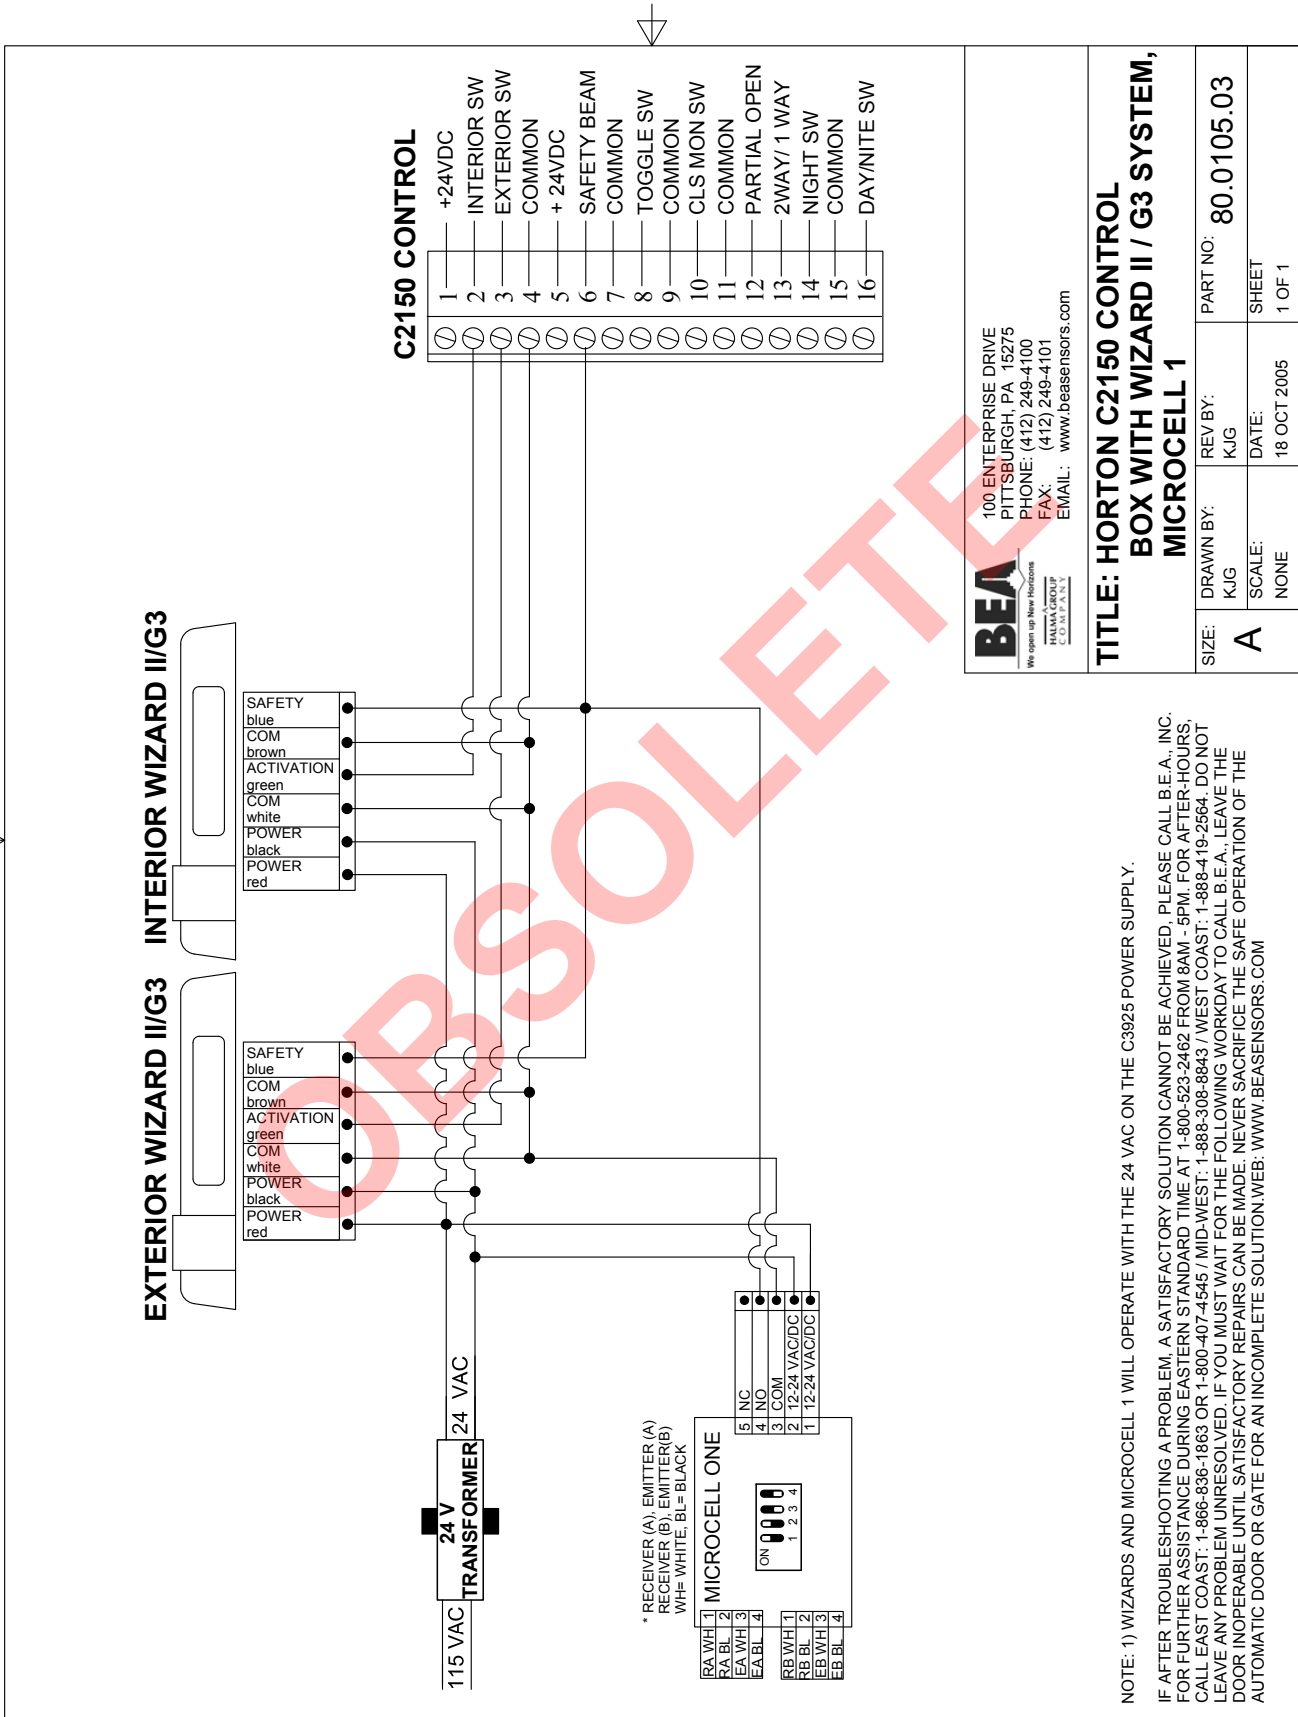 EXTERIOR WIZARD II/G3
INTERIOR WIZARD II/G3
SAFETY
blue
COM
brown
ACTIVATION
green
COM
white
POWER
black
POWER
red
SAFETY
blue
COM
brown
ACTIVATION
green
COM
white
POWER
black
POWER
red
C2150 CONTROL
1 +24VDC
2 INTERIOR SW
3 EXTERIOR SW
4 COMMON
5 + 24VDC
6 SAFETY BEAM
7 COMMON
8 TOGGLE SW
9 COMMON
10 CLS MON SW
11 COMMON
12 PARTIAL OPEN
13 2WAY/ 1 WAY
14 NIGHT SW
15 COMMON
16 DAY/NITE SW
115 VAC
24 V
TRANSFORMER
24 VAC
* RECEIVER (A), EMITTER (A)
RECEIVER (B), EMITTER(B)
WH= WHITE, BL= BLACK
MICROCELL ONE
RA WH 1
RA BL 2
EA WH 3
EA BL 4
RB WH 1
RB BL 2
EB WH 3
EB BL 4
ON
1 2 3 4
5 NC
4 NO
3 COM
2 12-24 VAC/DC
1 12-24 VAC/DC
OBSOLETE
NOTE: 1) WIZARDS AND MICROCELL 1 WILL OPERATE WITH THE 24 VAC ON THE C3925 POWER SUPPLY.
IF AFTER TROUBLESHOOTING A PROBLEM, A SATISFACTORY SOLUTION CANNOT BE ACHIEVED, PLEASE CALL B.E.A., INC.
FOR FURTHER ASSISTANCE DURING EASTERN STANDARD TIME AT 1-800-523-2462 FROM 8AM - 5PM. FOR AFTER-HOURS,
CALL EAST COAST: 1-866-836-1863 OR 1-800-407-4545 / MID-WEST: 1-888-308-8843 / WEST COAST: 1-888-419-2564. DO NOT
LEAVE ANY PROBLEM UNRESOLVED. IF YOU MUST WAIT FOR THE FOLLOWING WORKDAY TO CALL B.E.A., LEAVE THE
DOOR INOPERABLE UNTIL SATISFACTORY REPAIRS CAN BE MADE. NEVER SACRIFICE THE SAFE OPERATION OF THE
AUTOMATIC DOOR OR GATE FOR AN INCOMPLETE SOLUTION.WEB: WWW.BEASENSORS.COM
BEA
We open up New Horizons
A
HALMA GROUP
COMPANY
100 ENTERPRISE DRIVE
PITTSBURGH, PA 15275
PHONE: (412) 249-4100
FAX: (412) 249-4101
EMAIL: www.beasensors.com
TITLE: HORTON C2150 CONTROL
BOX WITH WIZARD II / G3 SYSTEM,
MICROCELL 1
SIZE:
A
DRAWN BY:
KJG
REV BY:
KJG
PART NO:
80.0105.03
SCALE:
NONE
DATE:
18 OCT 2005
SHEET
1 OF 1